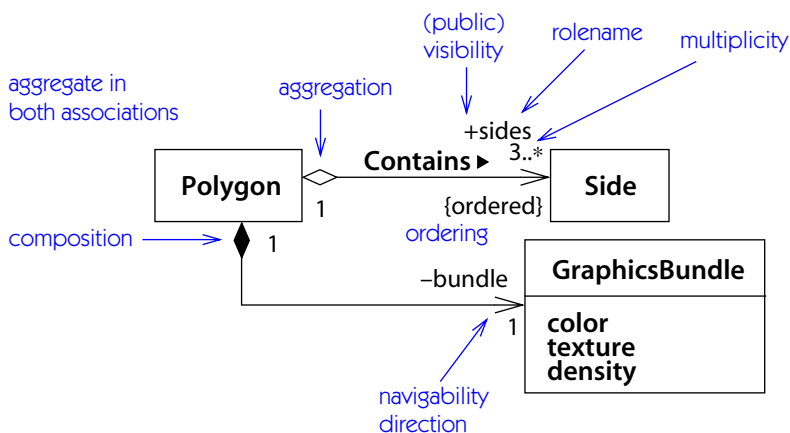 (public)
visibility
rolename
multiplicity
aggregate in
both associations
aggregation
+sides
3..*
Contains ▶
Polygon
Side
1
{ordered}
ordering
composition
1
GraphicsBundle
–bundle
1
color
texture
density
navigability
direction